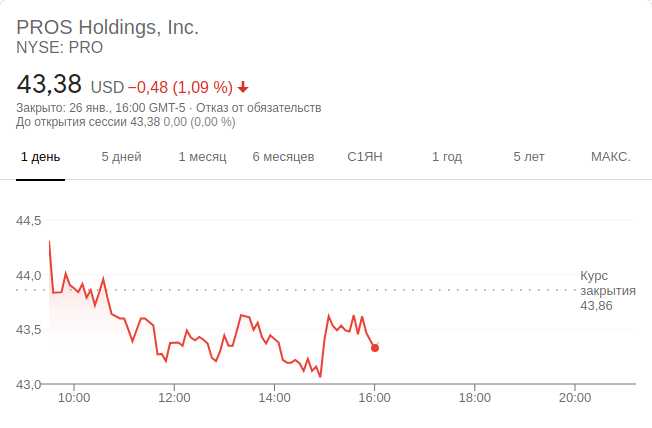 PROS Holdings, Inc.
NYSE: PRO
43,38 USD −0,48 (1,09 %)
Закрыто: 26 янв., 16:00 GMT-5 · Отказ от обязательств
До открытия сессии 43,38 0,00 (0,00 %)
1 день 5 дней 1 месяц 6 месяцев С1ЯН 1 год 5 лет МАКС.
44,5
44,0
Курс
закрытия
43,86
43,5
43,0
10:00 12:00 14:00 16:00 18:00 20:00